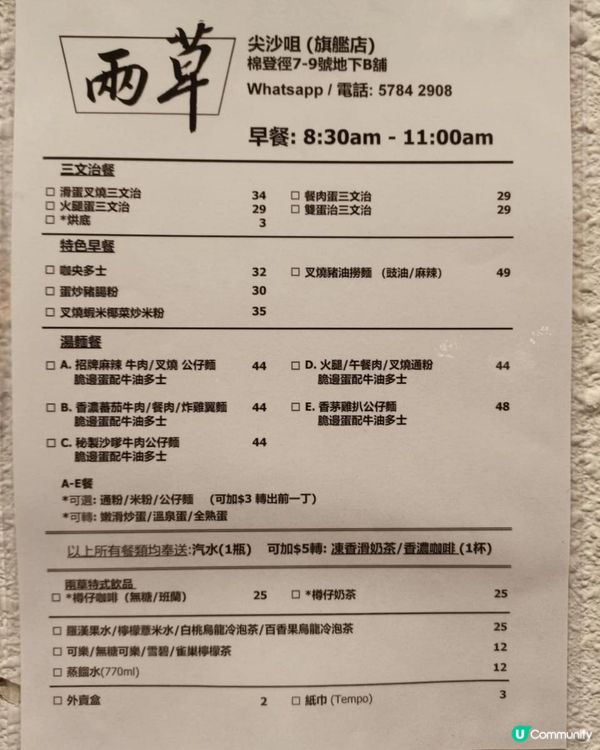 兩草
尖沙咀 (旗艦店)
棉登徑7-9號地下B舖
Whatsapp / 電話: 5784 2908
早餐: 8:30am - 11:00am
三文治餐
☐ 滑蛋叉燒三文治 34 ☐ 餐肉蛋三文治 29
☐ 火腿蛋三文治 29 ☐ 雙蛋治三文治 29
☐ *烘底 3
特色早餐
☐ 咖央多士 32 ☐ 叉燒豬油撈麵 (豉油/麻辣) 49
☐ 蛋炒豬腸粉 30
☐ 叉燒蝦米椰菜炒米粉 35
湯麵餐
☐ A. 招牌麻辣 牛肉/叉燒 公仔麵 44 ☐ D. 火腿/午餐肉/叉燒通粉 44
脆邊蛋配牛油多士 脆邊蛋配牛油多士
☐ B. 香濃蕃茄牛肉/餐肉/炸雞翼麵 44 ☐ E. 香茅雞扒公仔麵 48
脆邊蛋配牛油多士 脆邊蛋配牛油多士
☐ C. 秘製沙嗲牛肉公仔麵 44
脆邊蛋配牛油多士
A-E餐
*可選: 通粉/米粉/公仔麵 (可加$3 轉出前一丁)
*可轉: 嫩滑炒蛋/溫泉蛋/全熟蛋
以上所有餐類均奉送:汽水(1瓶) 可加$5轉: 凍香滑奶茶/香濃咖啡 (1杯)
兩草特式飲品
☐ *樽仔咖啡 (無糖/班蘭) 25 ☐ *樽仔奶茶 25
☐ 羅漢果水/檸檬薏米水/白桃烏龍冷泡茶/百香果烏龍冷泡茶 25
☐ 可樂/無糖可樂/雪碧/雀巢檸檬茶 12
☐ 蒸餾水(770ml) 12
☐ 外賣盒 2 ☐ 紙巾 (Tempo) 3
U Community